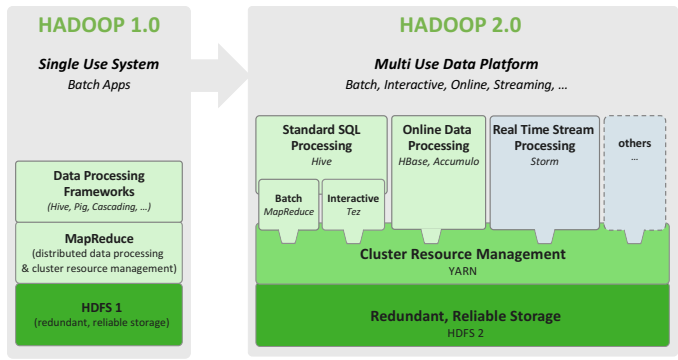 HADOOP 1.0
Single Use System
Batch Apps
Data Processing
Frameworks
(Hive, Pig, Cascading, ...)
MapReduce
(distributed data processing
& cluster resource management)
HDFS 1
(redundant, reliable storage)
HADOOP 2.0
Multi Use Data Platform
Batch, Interactive, Online, Streaming, ...
Standard SQL
Processing
Hive
Batch
MapReduce
Interactive
Tez
Online Data
Processing
HBase, Accumulo
Real Time Stream
Processing
Storm
others
...
Cluster Resource Management
YARN
Redundant, Reliable Storage
HDFS 2